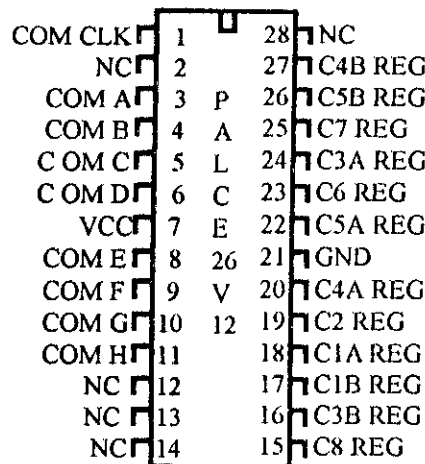 COM CLK 1 28 NC
NC 2 27 C4B REG
COM A 3 P 26 C5B REG
COM B 4 A 25 C7 REG
C OM C 5 L 24 C3A REG
C OM D 6 C 23 C6 REG
VCC 7 E 22 C5A REG
COM E 8 26 21 GND
COM F 9 V 20 C4A REG
COM G 10 12 19 C2 REG
COM H 11 18 C1A REG
NC 12 17 C1B REG
NC 13 16 C3B REG
NC 14 15 C8 REG